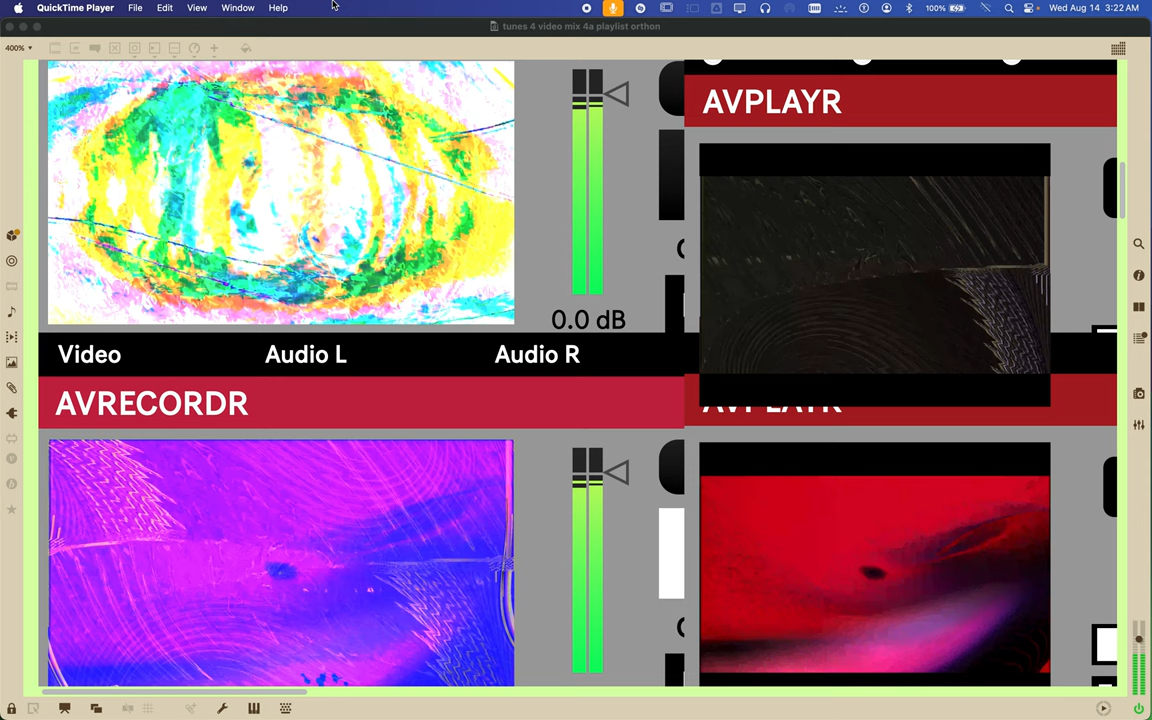 QuickTime Player File Edit View Window Help 100% Wed Aug 14 3:22 AM
tunes 4 video mix 4a playlist orthon
400%
AVPLAYR
0.0 dB
Video Audio L Audio R
AVRECORDR
AVPLAYR